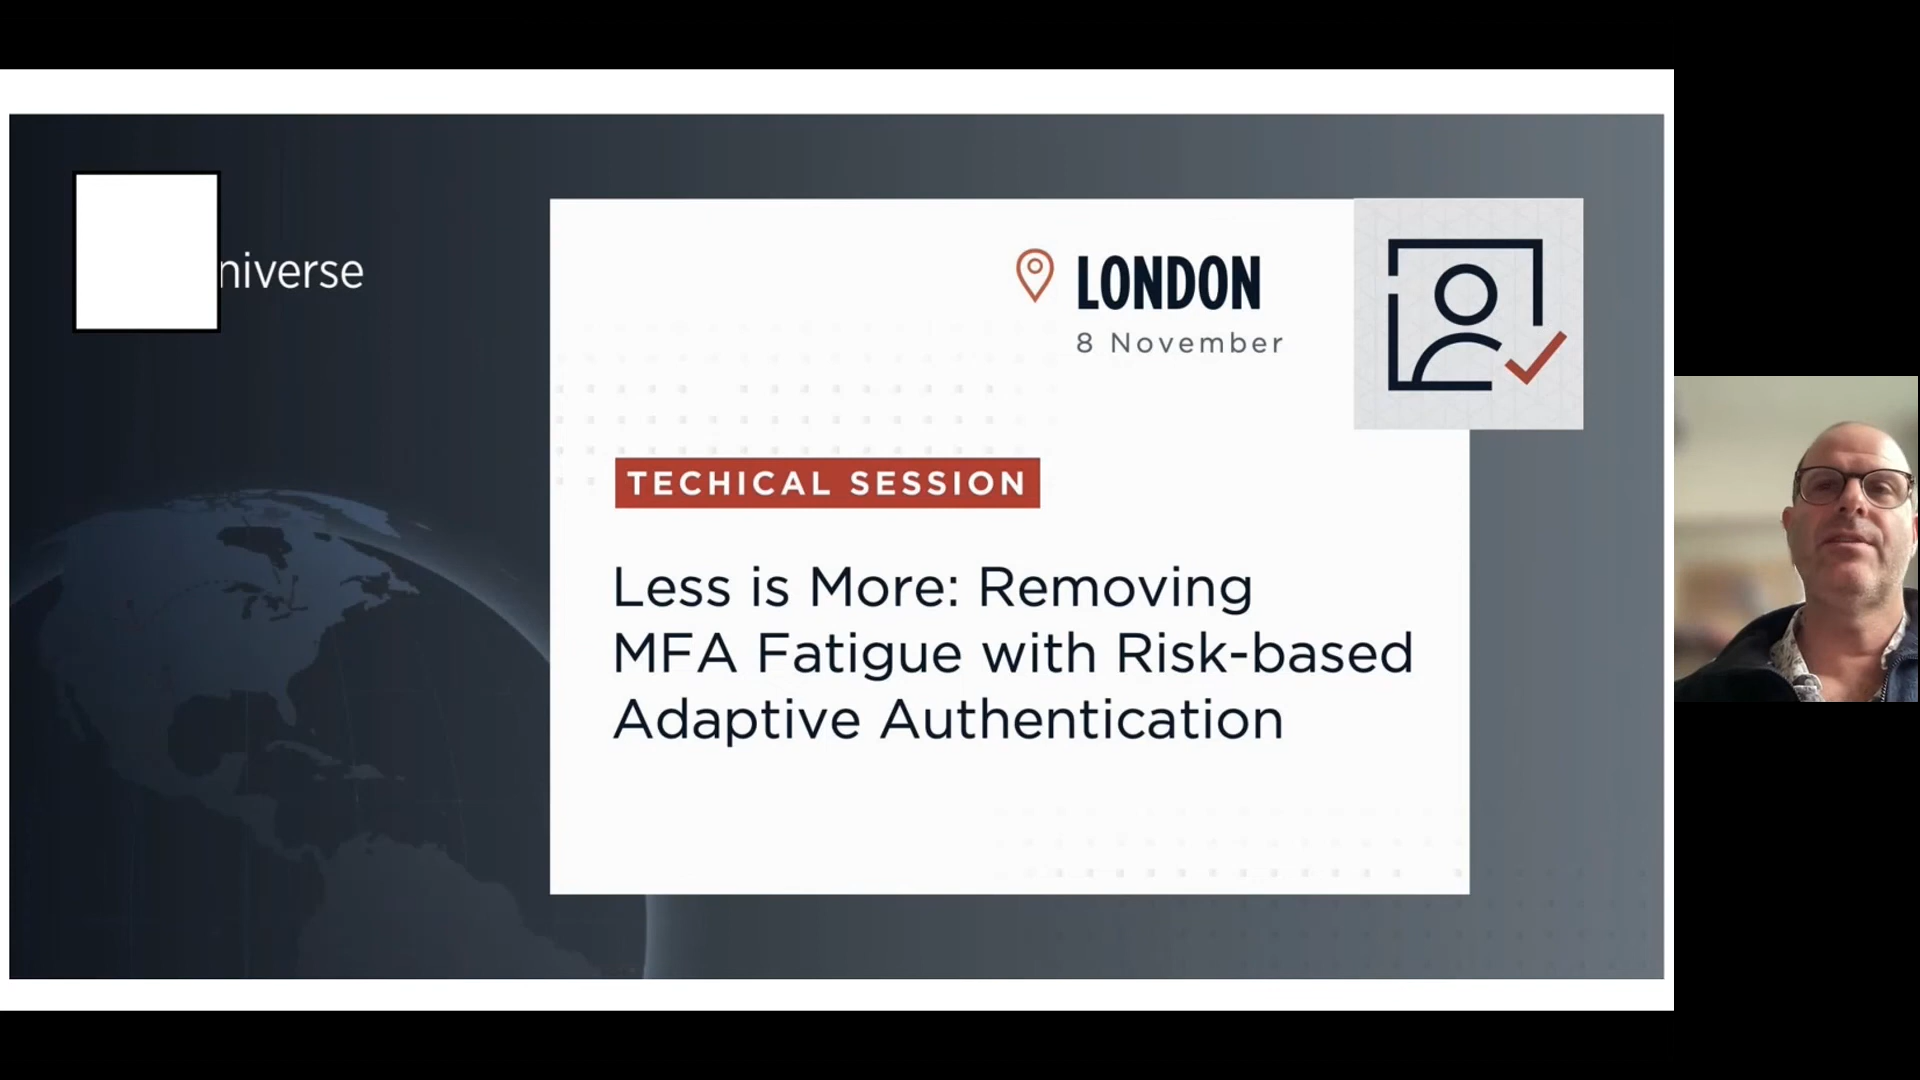 niverse
LONDON
8 November
TECHICAL SESSION
Less is More: Removing
MFA Fatigue with Risk-based
Adaptive Authentication